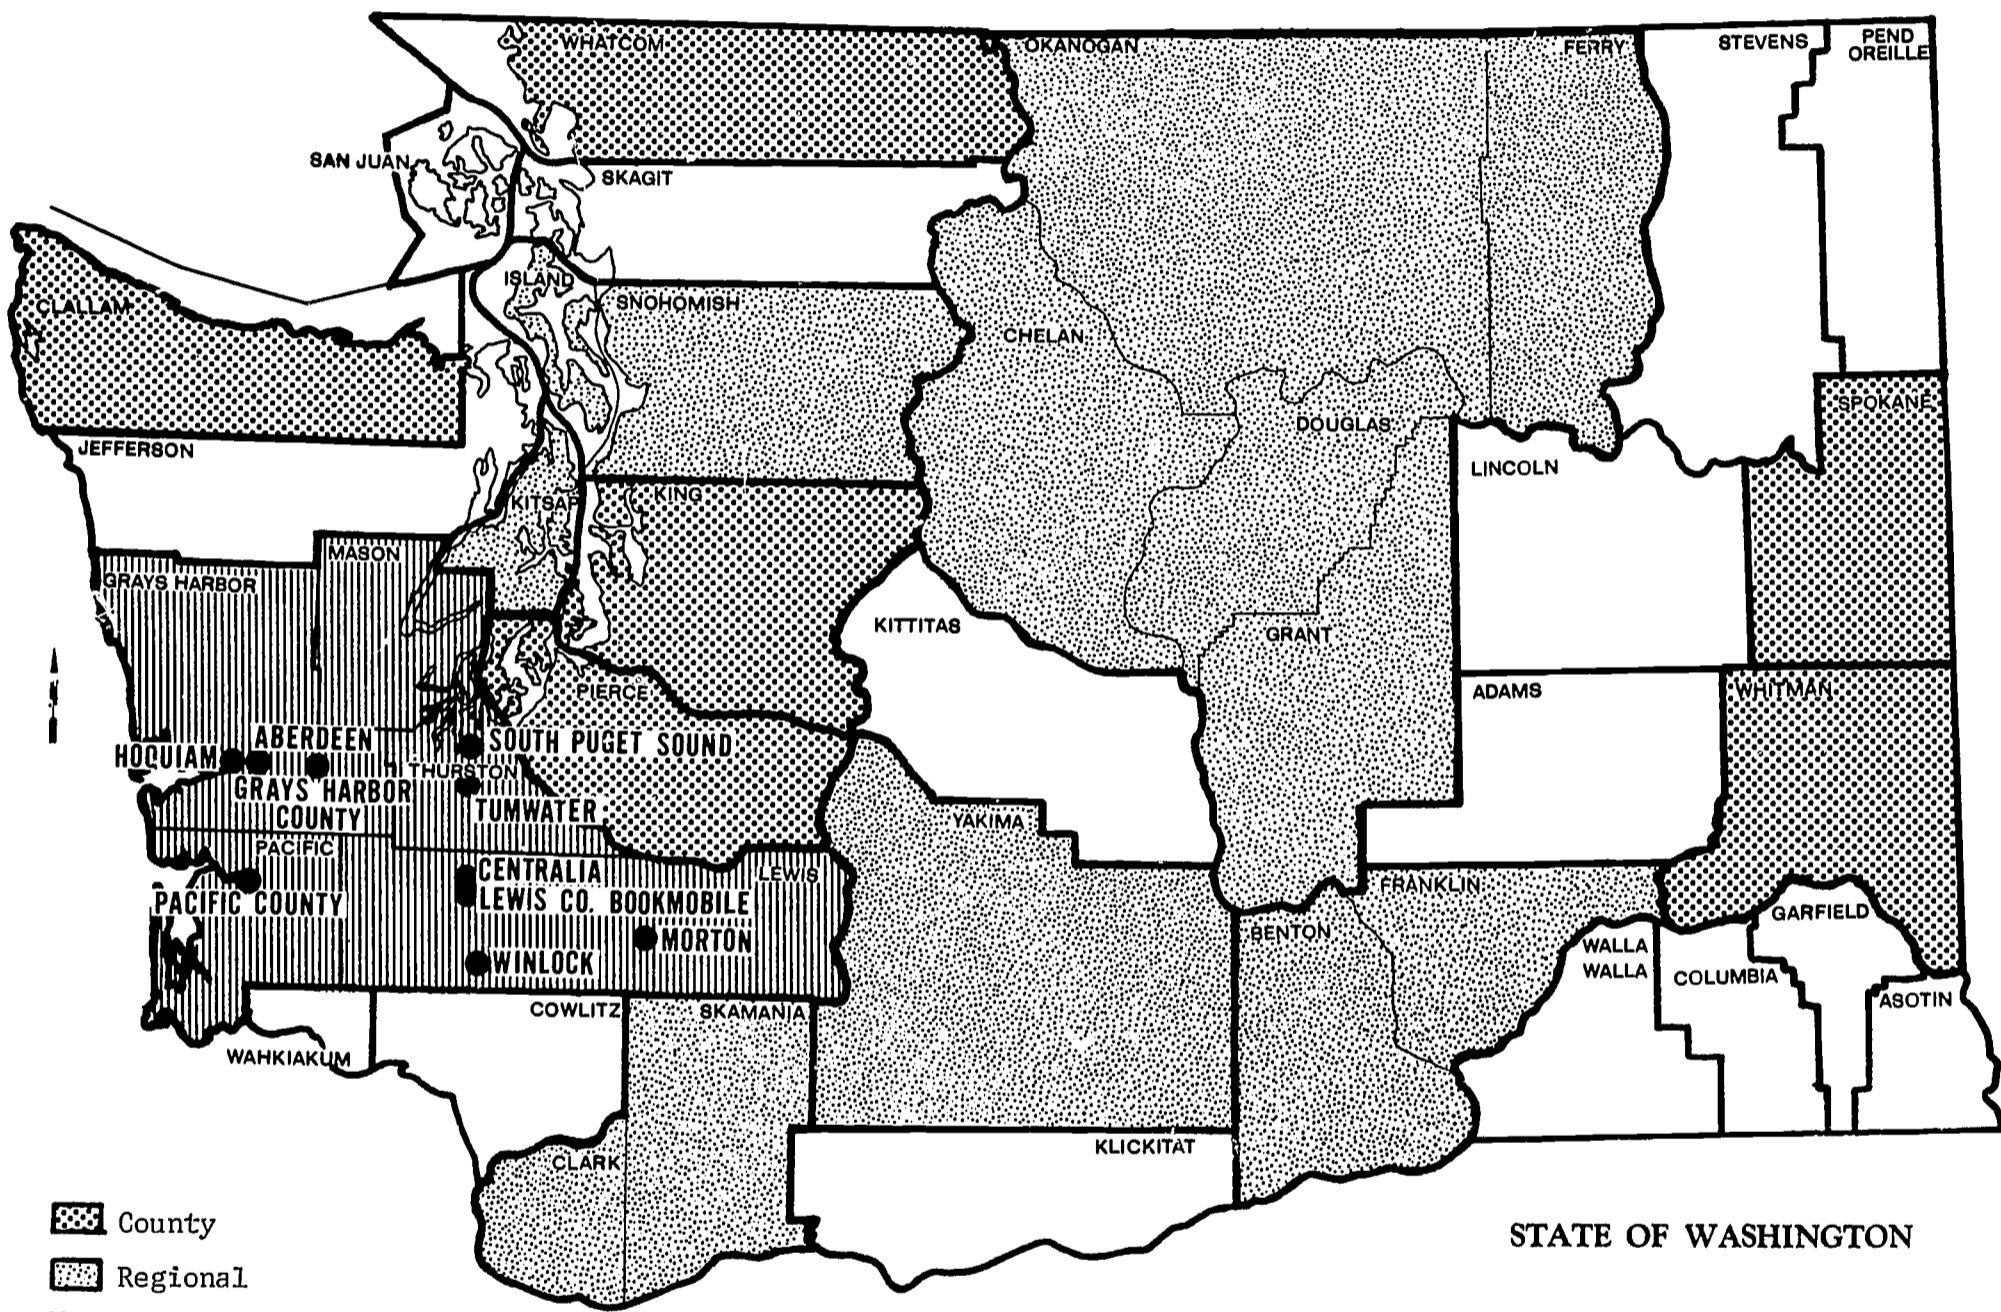 WHATCOM
OKANOGAN
FERRY
STEVENS
PEND
OREILLE
SAN JUAN
SKAGIT
ISLAND
CLALLAM
SNOHOMISH
CHELAN
SPOKANE
DOUGLAS
JEFFERSON
LINCOLN
KITSAP
KING
MASON
GRAYS HARBOR
KITTITAS
GRANT
PIERCE
ADAMS
WHITMAN
ABERDEEN
SOUTH PUGET SOUND
HOQUIAM
THURSTON
GRAYS HARBOR
COUNTY
TUMWATER
YAKIMA
PACIFIC
CENTRALIA
LEWIS
FRANKLIN
PACIFIC COUNTY
LEWIS CO. BOOKMOBILE
GARFIELD
BENTON
MORTON
WALLA
WALLA
WINLOCK
COLUMBIA
ASOTIN
COWLITZ
SKAMANIA
WAHKIAKUM
KLICKITAT
CLARK
County
Regional
STATE OF WASHINGTON